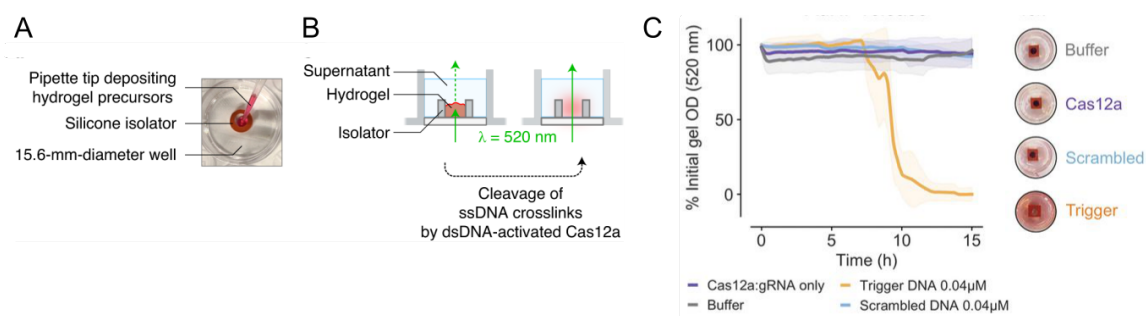 A
Pipette tip depositing
hydrogel precursors
Silicone isolator
15.6-mm-diameter well
B
Supernatant
Hydrogel
Isolator
λ = 520 nm
Cleavage of
ssDNA crosslinks
by dsDNA-activated Cas12a
C
% Initial gel OD (520 nm)
100
50
0
0
5
10
15
Time (h)
Cas12a:gRNA only
Trigger DNA 0.04µM
Buffer
Scrambled DNA 0.04µM
Buffer
Cas12a
Scrambled
Trigger